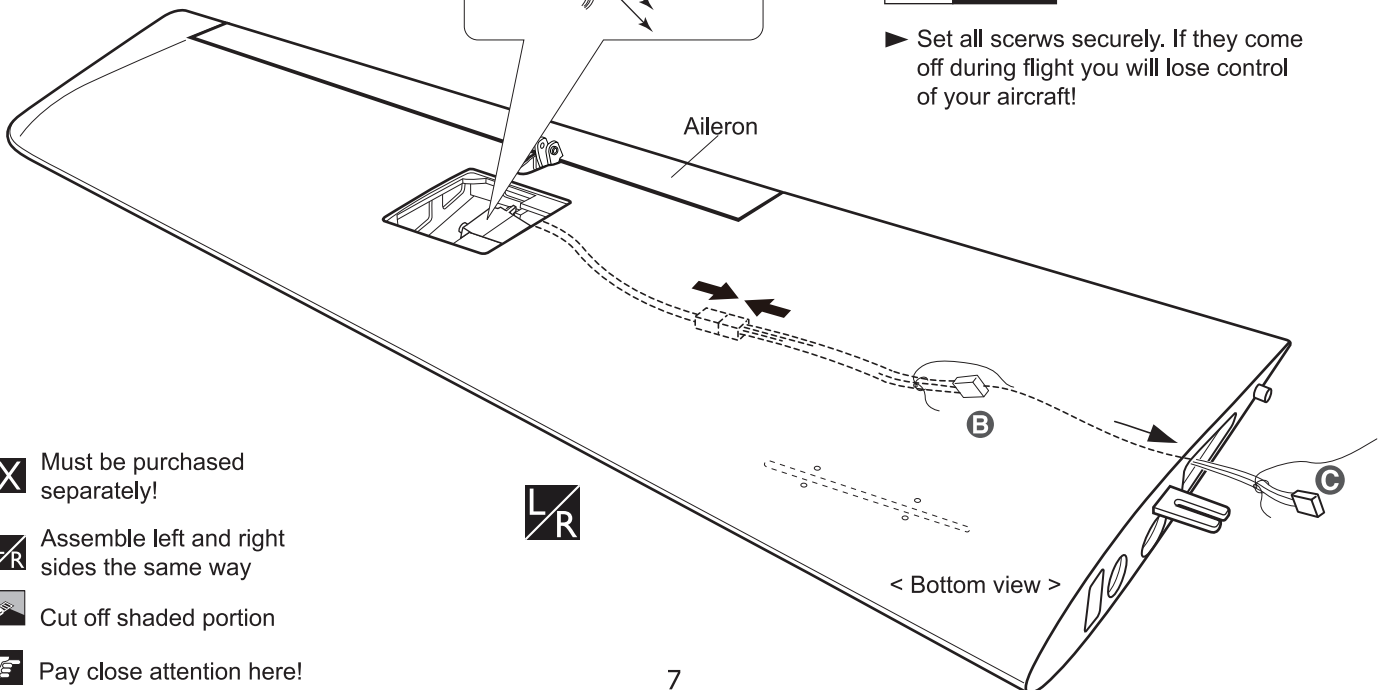 ► Set all scerws securely. If they come
off during flight you will lose control
of your aircraft!
Aileron
B
C
X
Must be purchased
separately!
L/R
Assemble left and right
sides the same way
Cut off shaded portion
Pay close attention here!
L/R
< Bottom view >
7